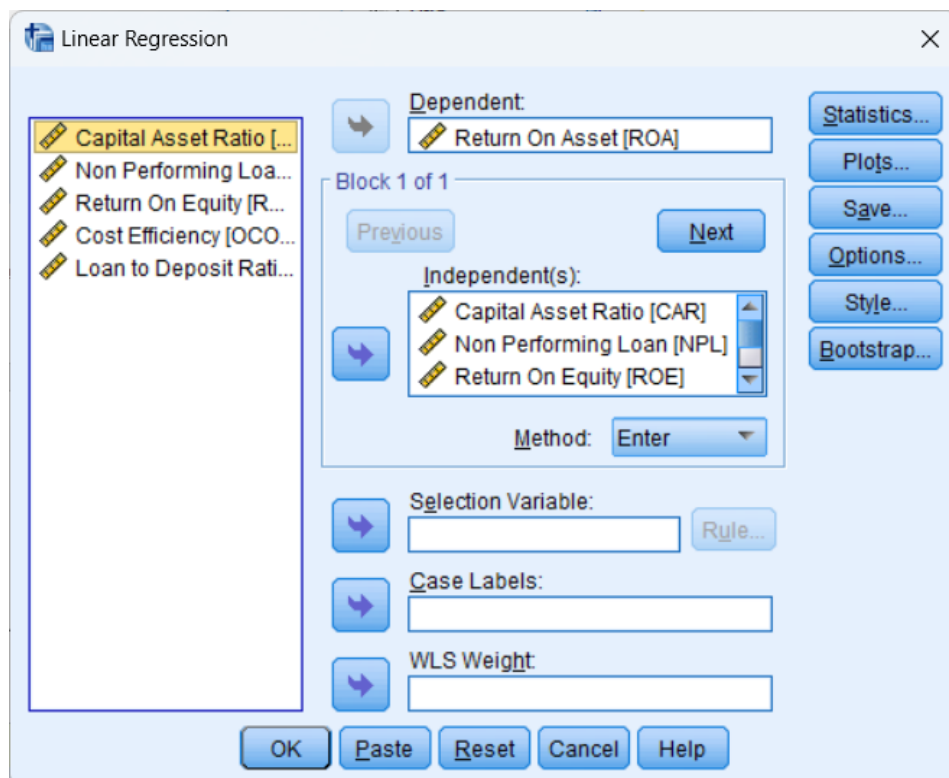 Linear Regression
Capital Asset Ratio [...
Non Performing Loa...
Return On Equity [R...
Cost Efficiency [OCO...
Loan to Deposit Rati...
Dependent:
Return On Asset [ROA]
Block 1 of 1
Previous
Next
Independent(s):
Capital Asset Ratio [CAR]
Non Performing Loan [NPL]
Return On Equity [ROE]
Method: Enter
Selection Variable:
Rule...
Case Labels:
WLS Weight:
Statistics...
Plots...
Save...
Options...
Style...
Bootstrap...
OK Paste Reset Cancel Help